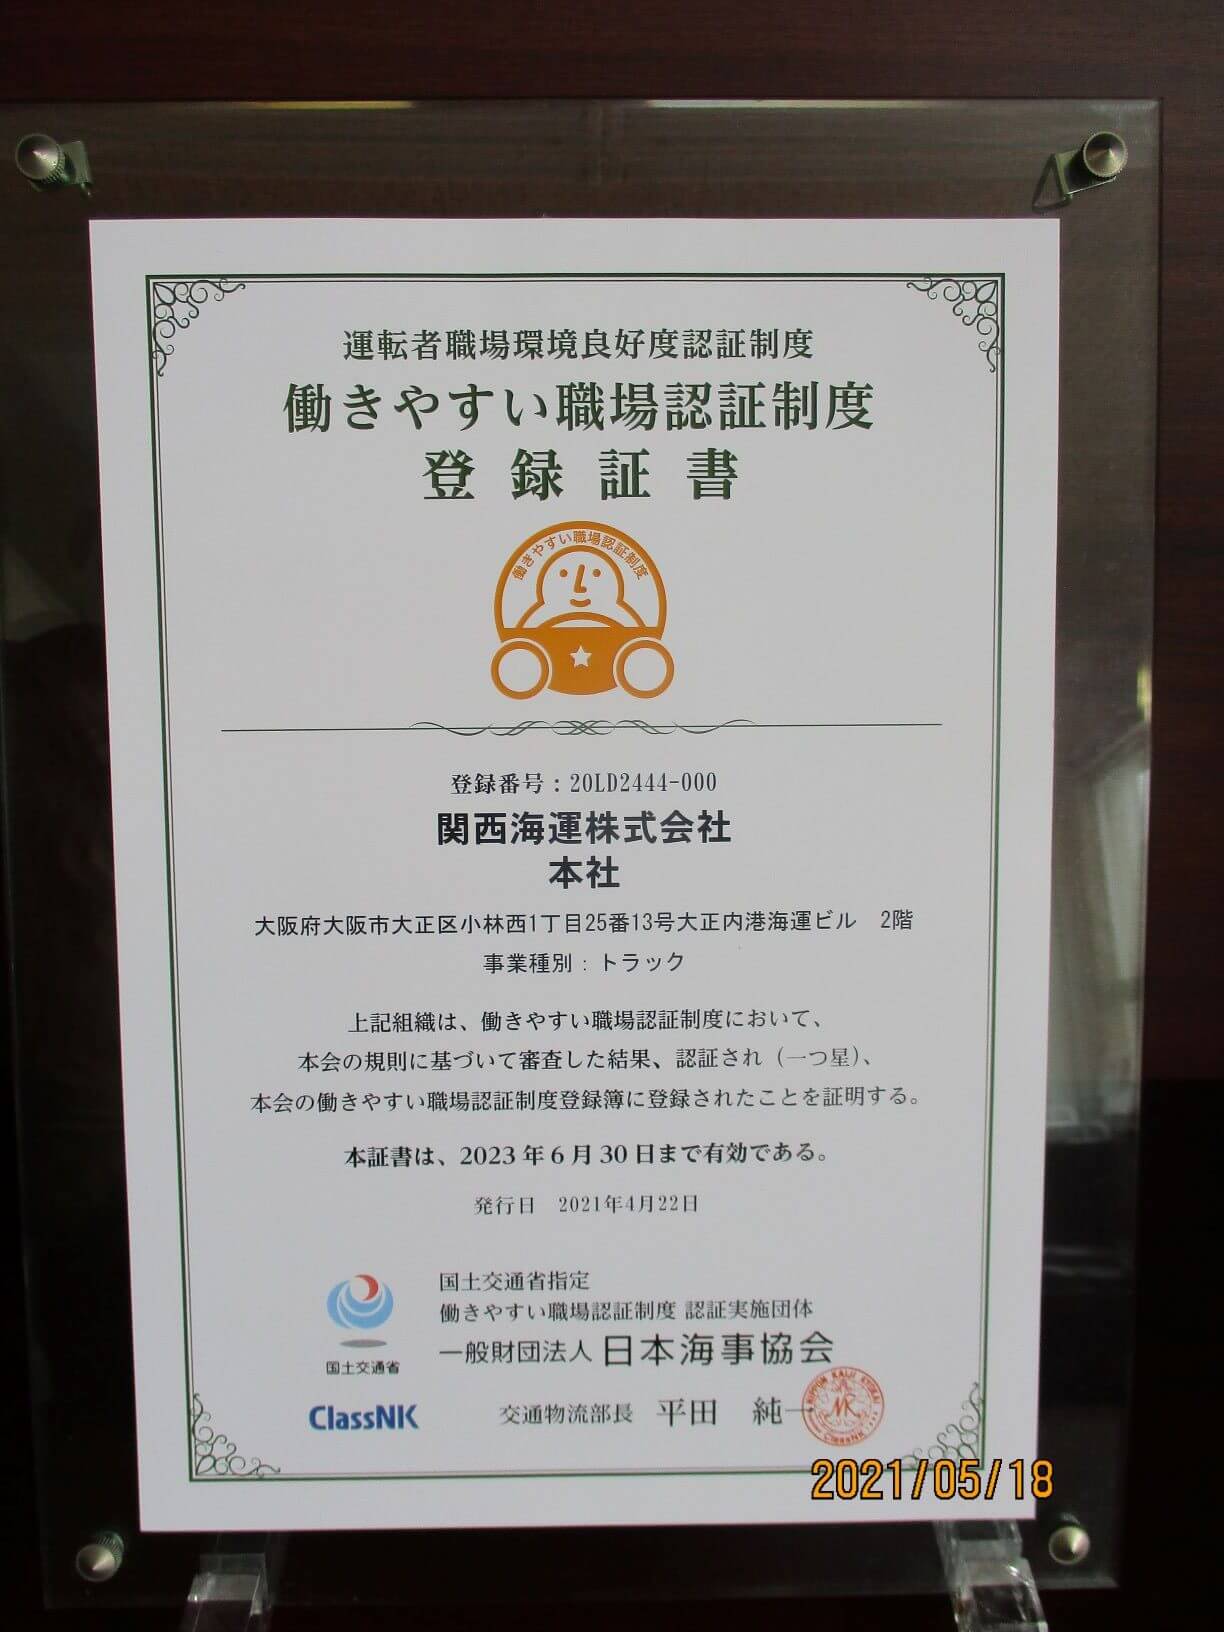 運転者職場環境良好度認証制度
働きやすい職場認証制度
登録証書
働きやすい職場認証制度
登録番号：20LD2444-000
関西海運株式会社
本社
大阪府大阪市大正区小林西1丁目25番13号大正内港海運ビル　2階
事業種別：トラック
上記組織は、働きやすい職場認証制度において、
本会の規則に基づいて審査した結果、認証され（一つ星）、
本会の働きやすい職場認証制度登録簿に登録されたことを証明する。
本証書は、2023年6月30日まで有効である。
発行日　2021年4月22日
国土交通省指定
働きやすい職場認証制度 認証実施団体
一般財団法人 日本海事協会
国土交通省
ClassNK
交通物流部長　平田　純一
NIPPON KAIJI KYOKAI
NK
ClassNK
2021/05/18